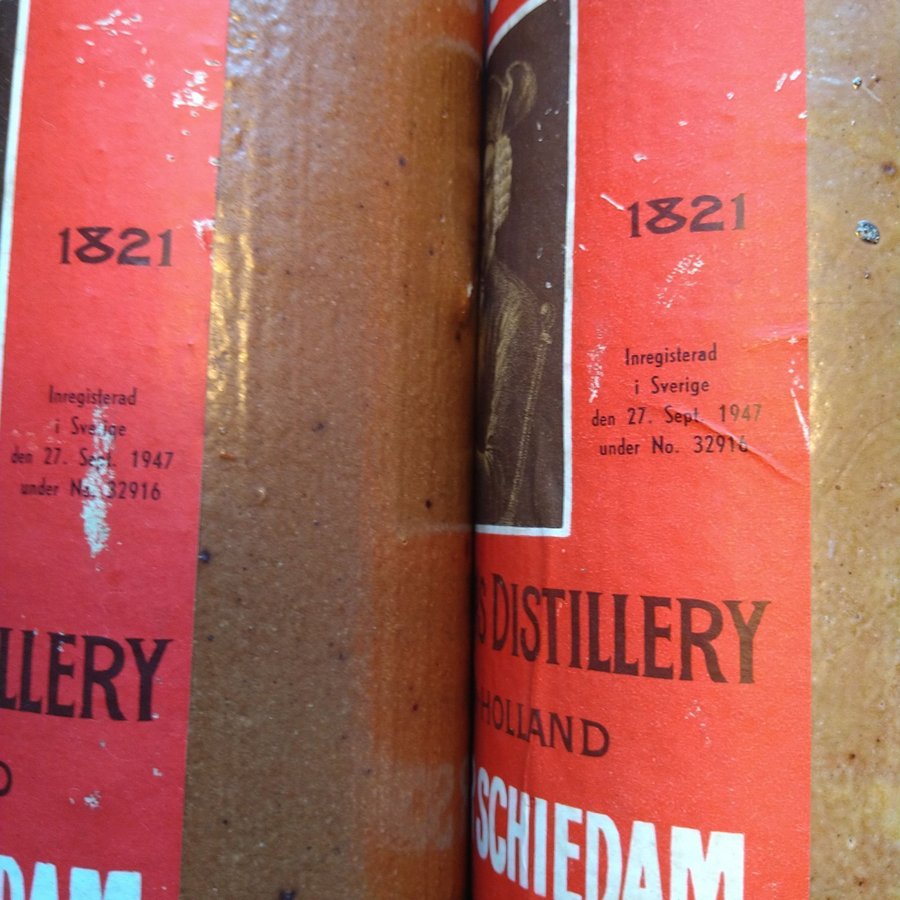 1821
Inregisterad
i Sverige
den 27. Sept. 1947
under No. 32916
LLERY
D
DAM
1821
Inregisterad
i Sverige
den 27. Sept. 1947
under No. 32916
S DISTILLERY
HOLLAND
SCHIEDAM